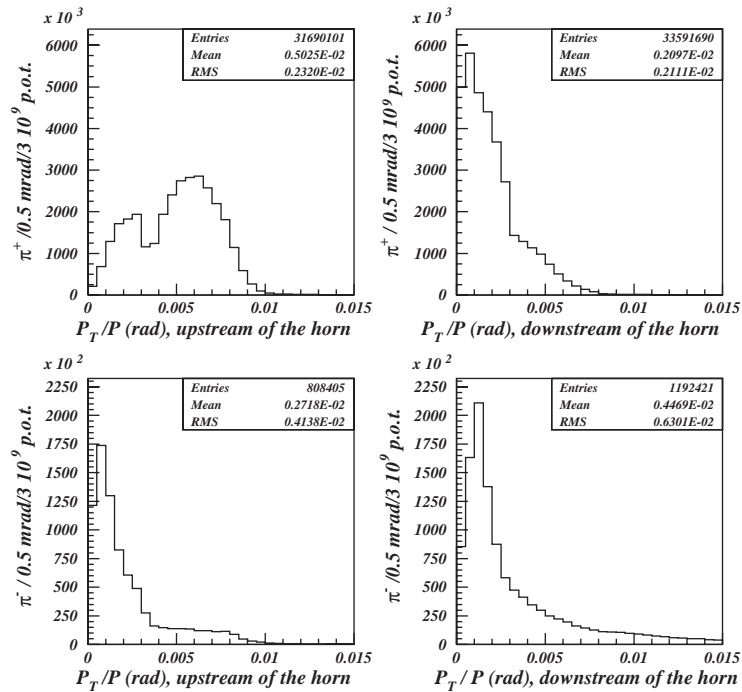 x 10 3
6000
5000
4000
3000
2000
1000
0
0 0.005 0.01 0.015
π+ /0.5 mrad/3 10 9 p.o.t.
Entries 31690101
Mean 0.5025E-02
RMS 0.2320E-02
P_T /P (rad), upstream of the horn
x 10 3
6000
5000
4000
3000
2000
1000
0
0 0.005 0.01 0.015
π+ / 0.5 mrad/3 10 9 p.o.t.
Entries 33591690
Mean 0.2097E-02
RMS 0.2111E-02
P_T /P (rad), downstream of the horn
x 10 2
2250
2000
1750
1500
1250
1000
750
500
250
0
0 0.005 0.01 0.015
π- / 0.5 mrad/3 10 9 p.o.t.
Entries 808405
Mean 0.2718E-02
RMS 0.4138E-02
P_T /P (rad), upstream of the horn
x 10 2
2250
2000
1750
1500
1250
1000
750
500
250
0
0 0.005 0.01 0.015
π- /0.5 mrad/3 10 9 p.o.t.
Entries 1192421
Mean 0.4469E-02
RMS 0.6301E-02
P_T / P (rad), downstream of the horn